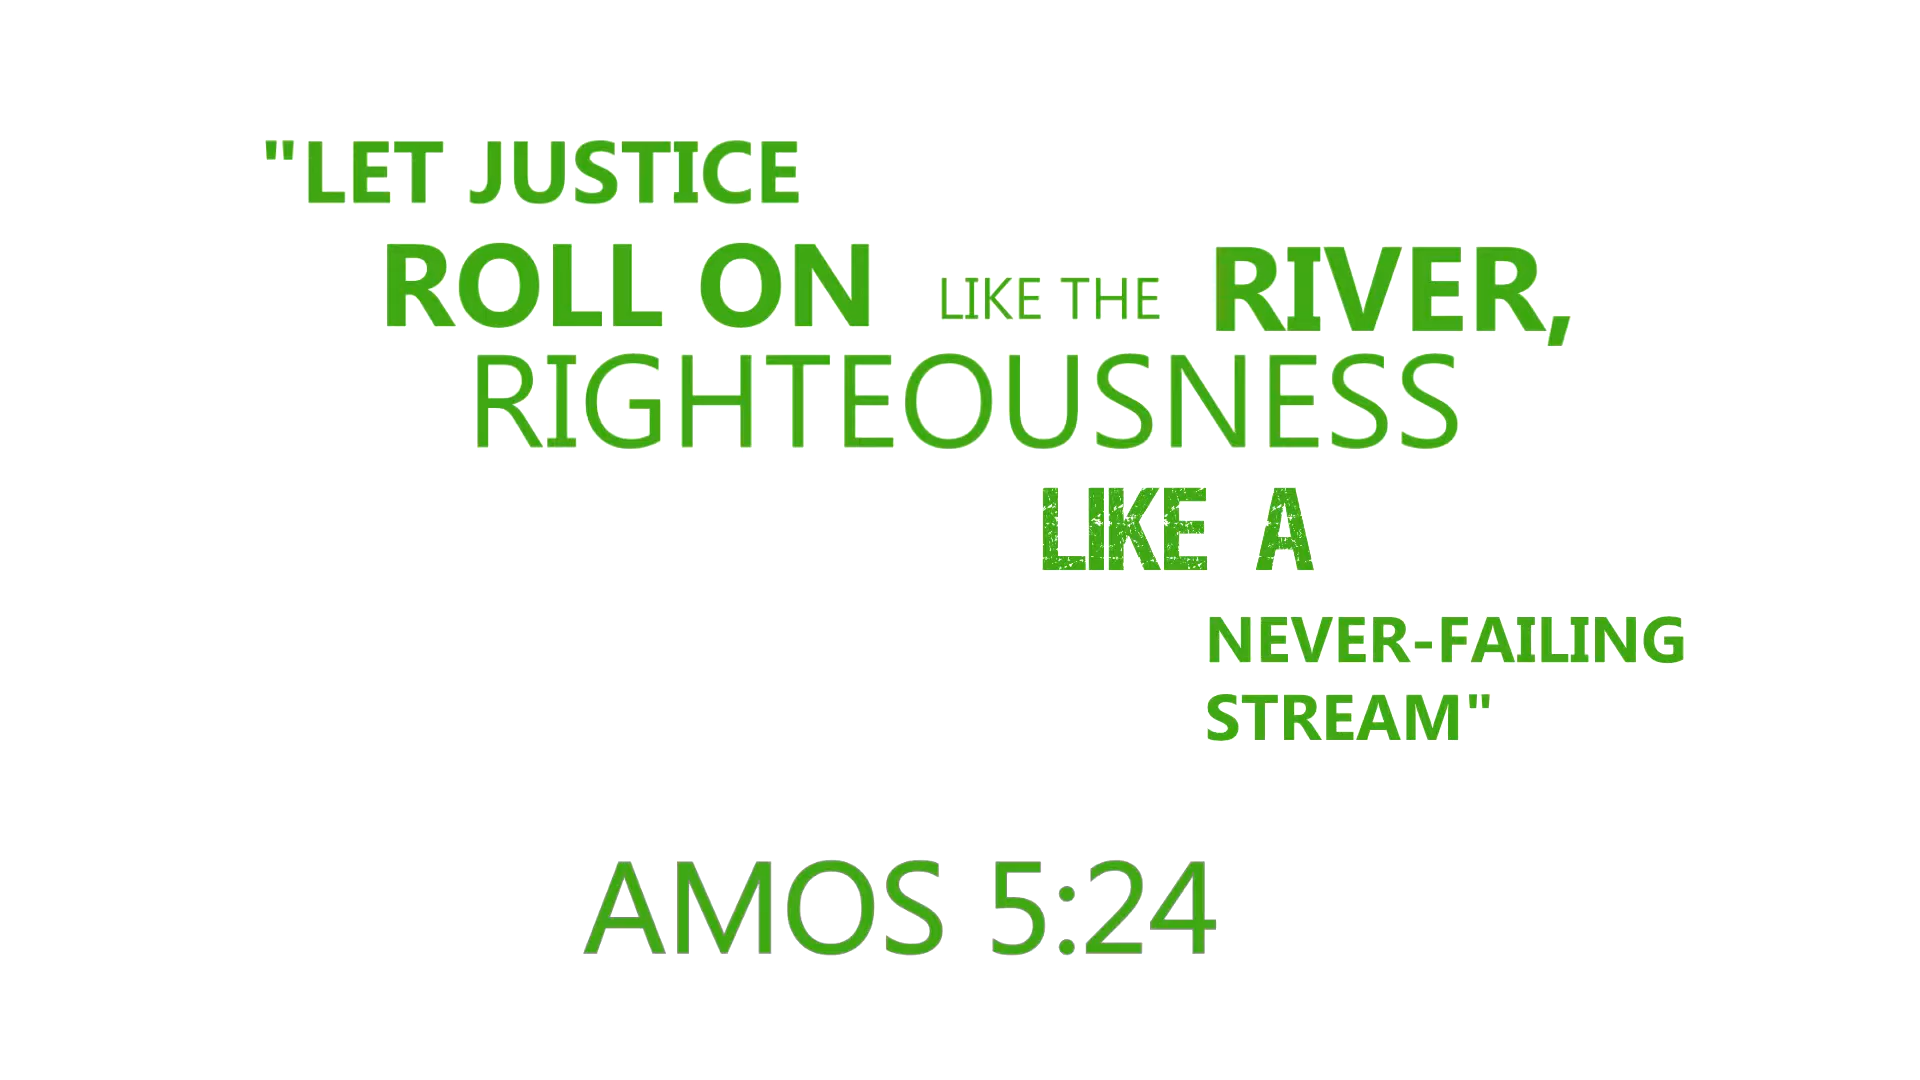 "LET JUSTICE
ROLL ON LIKE THE RIVER,
RIGHTEOUSNESS
LIKE A
NEVER-FAILING
STREAM"
AMOS 5:24